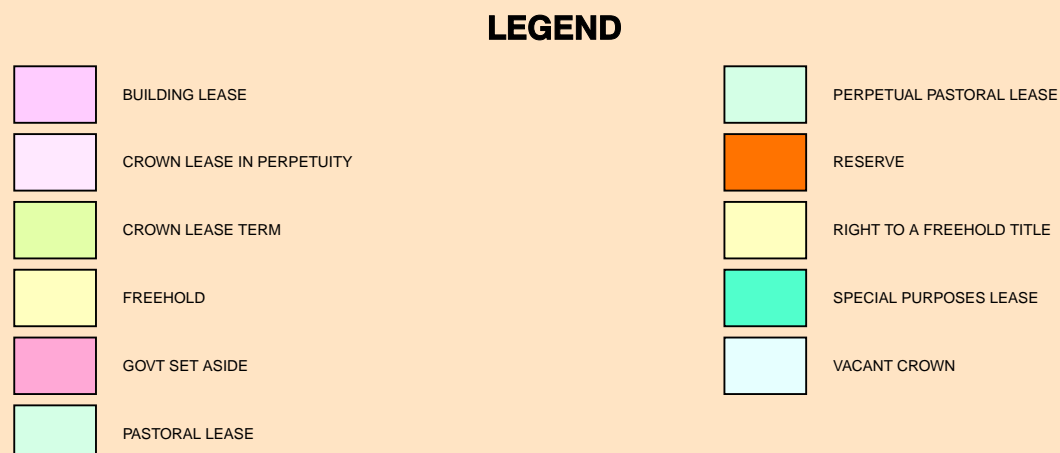 LEGEND
BUILDING LEASE
CROWN LEASE IN PERPETUITY
CROWN LEASE TERM
FREEHOLD
GOVT SET ASIDE
PASTORAL LEASE
PERPETUAL PASTORAL LEASE
RESERVE
RIGHT TO A FREEHOLD TITLE
SPECIAL PURPOSES LEASE
VACANT CROWN